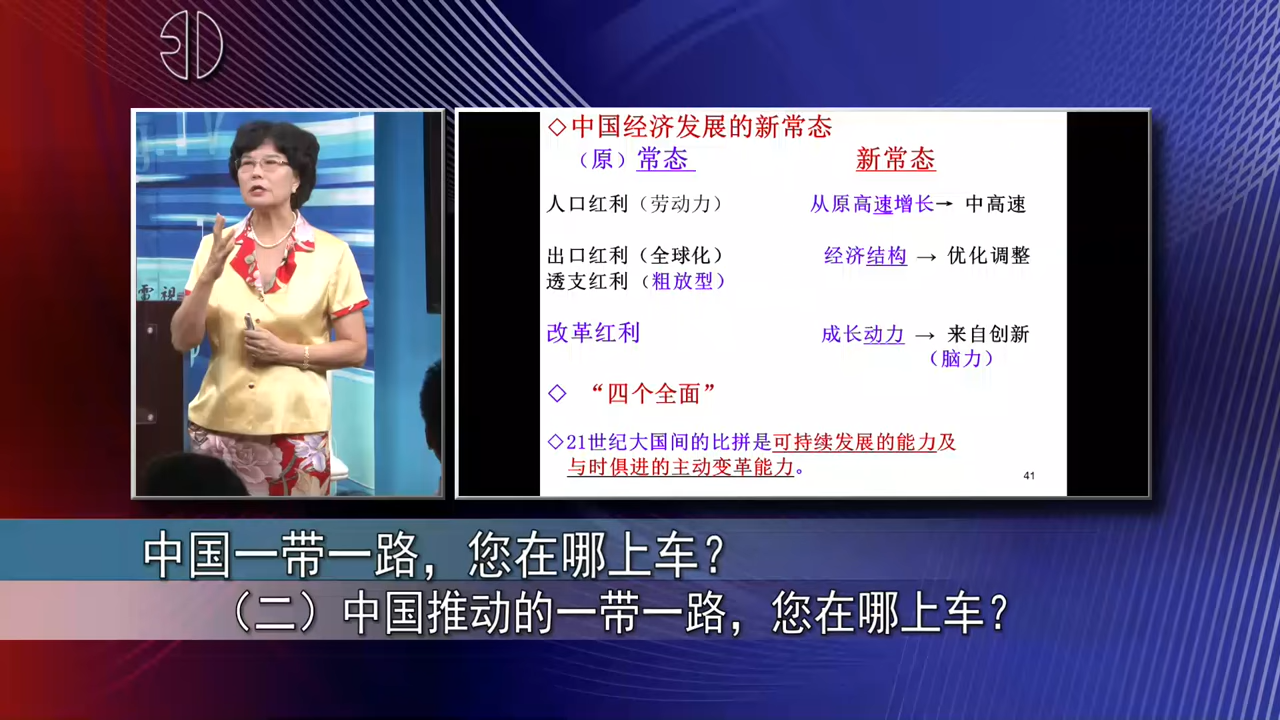 ◇中国经济发展的新常态
（原）常态 新常态
人口红利（劳动力） 从原高速增长→ 中高速
出口红利（全球化） 经济结构 → 优化调整
透支红利（粗放型）
改革红利 成长动力 → 来自创新
（脑力）
◇ “四个全面”
◇21世纪大国间的比拼是可持续发展的能力及
与时俱进的主动变革能力。
41
中国一带一路，您在哪上车？
（二）中国推动的一带一路，您在哪上车？